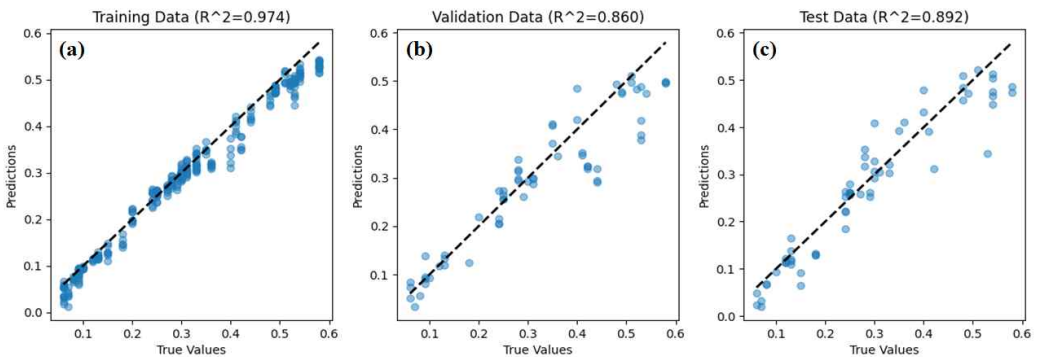 Training Data (R^2=0.974)
(a)
Predictions
0.6
0.5
0.4
0.3
0.2
0.1
0.0
0.1 0.2 0.3 0.4 0.5 0.6
True Values
Validation Data (R^2=0.860)
(b)
Predictions
0.6
0.5
0.4
0.3
0.2
0.1
0.1 0.2 0.3 0.4 0.5 0.6
True Values
Test Data (R^2=0.892)
(c)
Predictions
0.6
0.5
0.4
0.3
0.2
0.1
0.0
0.1 0.2 0.3 0.4 0.5 0.6
True Values